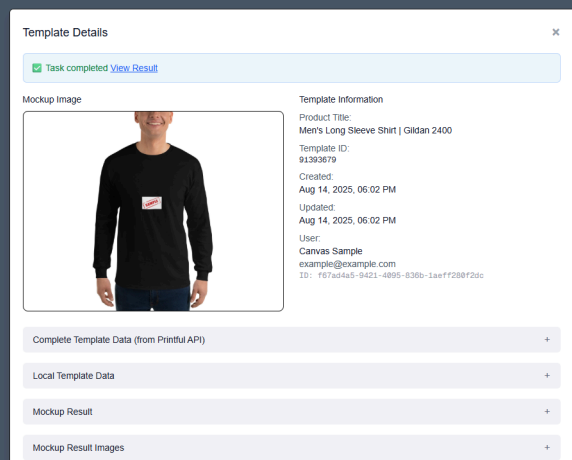 Template Details
×
Task completed View Result
Mockup Image
Template Information
Product Title:
Men's Long Sleeve Shirt | Gildan 2400
Template ID:
91393679
Created:
Aug 14, 2025, 06:02 PM
Updated:
Aug 14, 2025, 06:02 PM
User:
Canvas Sample
example@example.com
ID: f67ad4a5-9421-4095-836b-1aeff280f2dc
SAMPLE
Complete Template Data (from Printful API)
+
Local Template Data
+
Mockup Result
+
Mockup Result Images
+